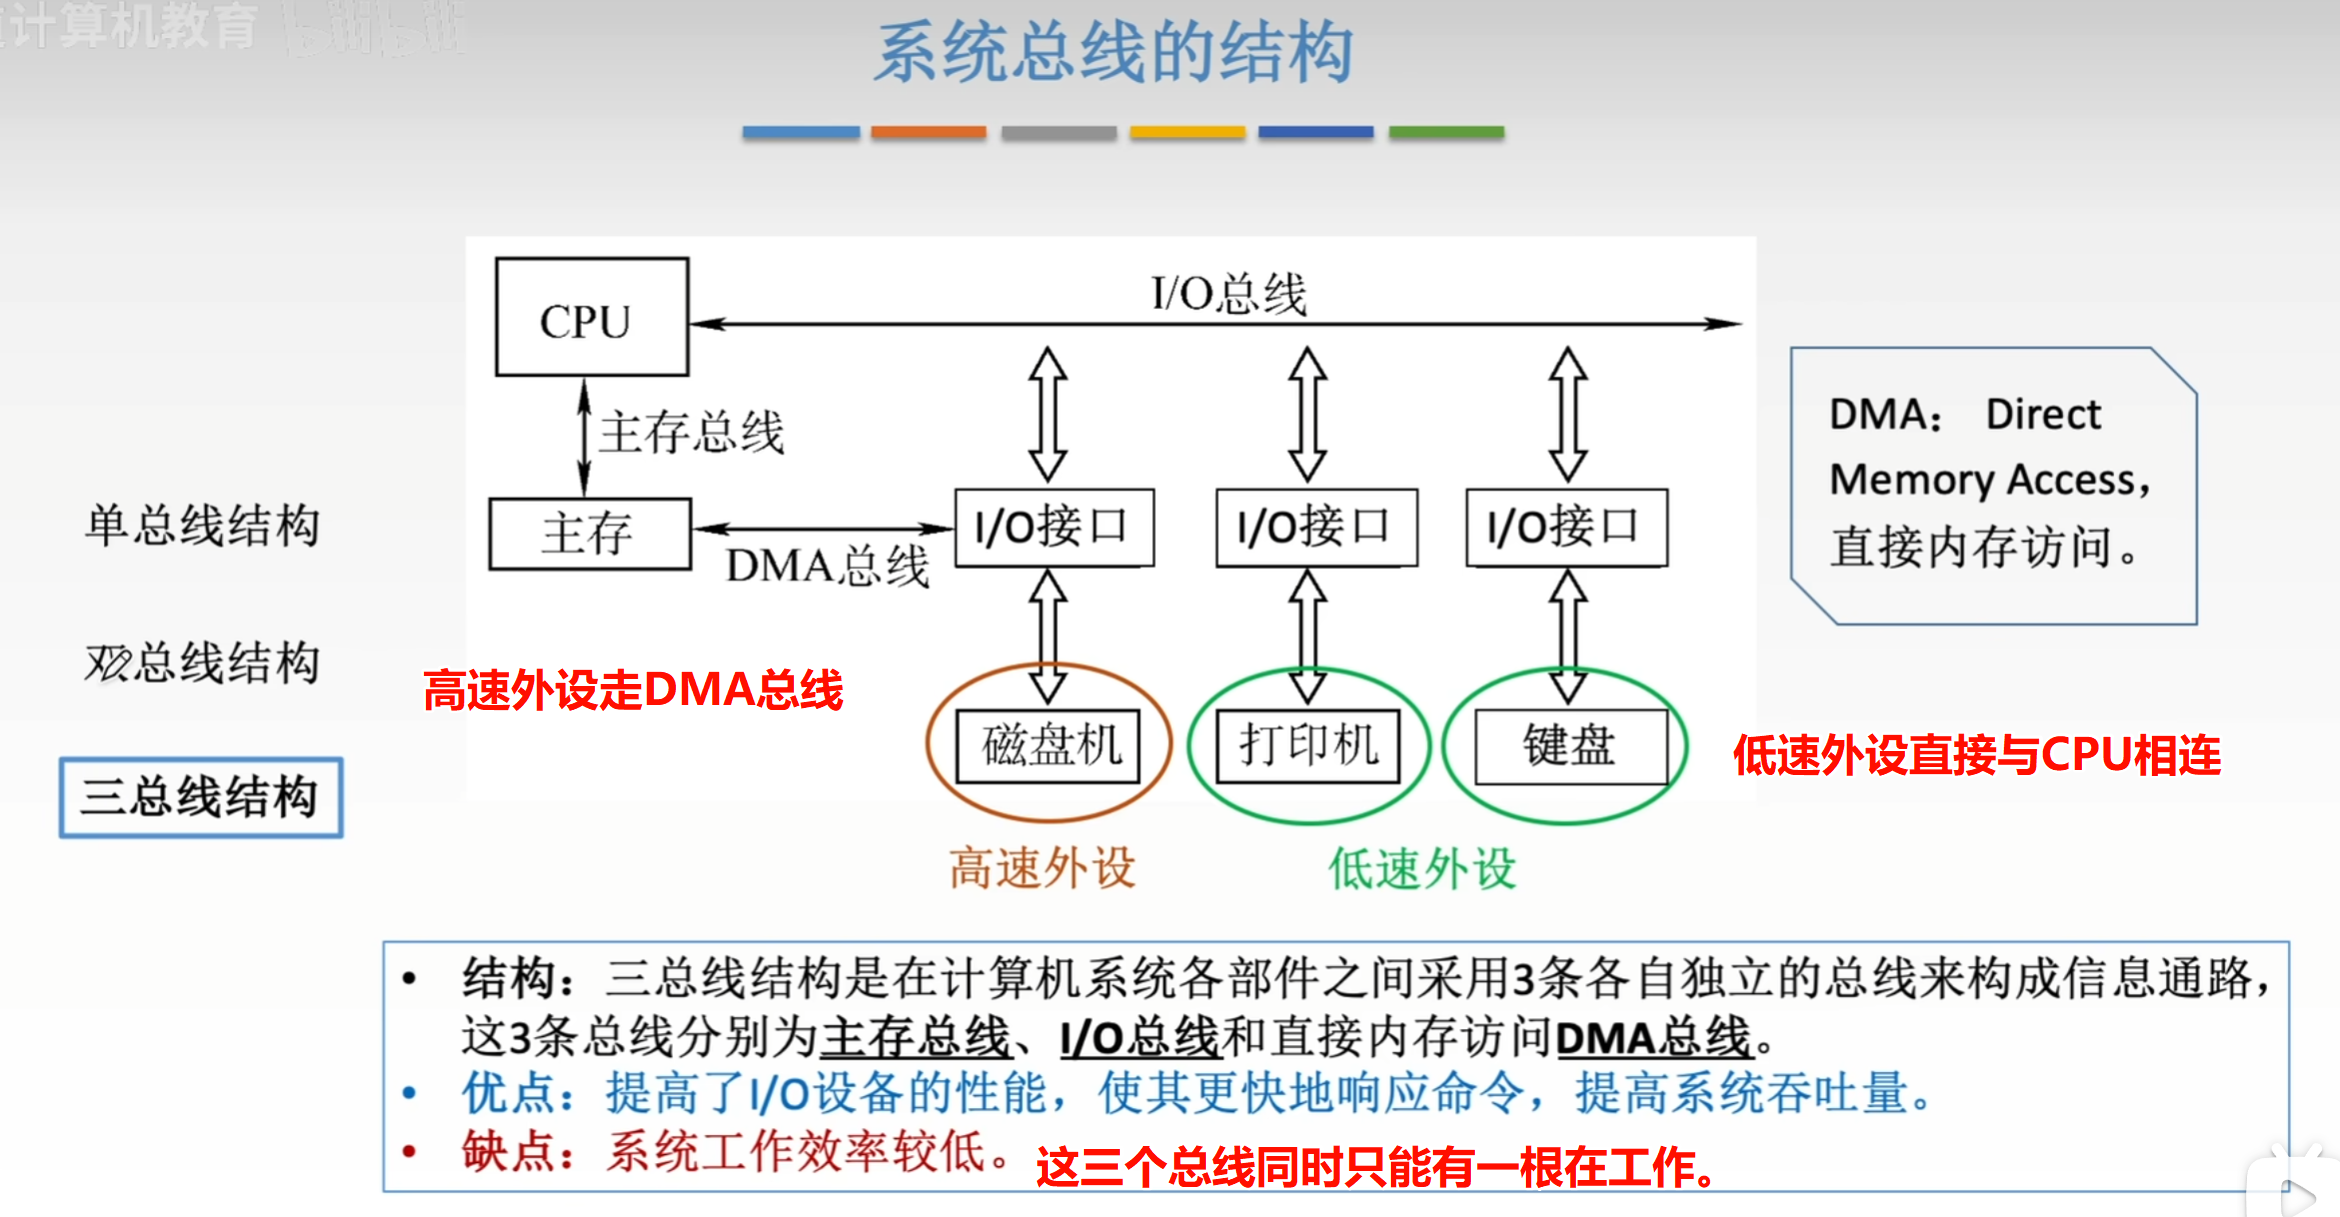 计算机教育 bilibili
系统总线的结构
CPU
I/O总线
主存总线
主存
DMA总线
I/O接口
I/O接口
I/O接口
DMA： Direct
Memory Access，
直接内存访问。
单总线结构
双总线结构
三总线结构
高速外设走DMA总线
磁盘机
打印机
键盘
低速外设直接与CPU相连
高速外设
低速外设
• 结构：三总线结构是在计算机系统各部件之间采用3条各自独立的总线来构成信息通路，
这3条总线分别为主存总线、I/O总线和直接内存访问DMA总线。
• 优点：提高了I/O设备的性能，使其更快地响应命令，提高系统吞吐量。
• 缺点：系统工作效率较低。
这三个总线同时只能有一根在工作。